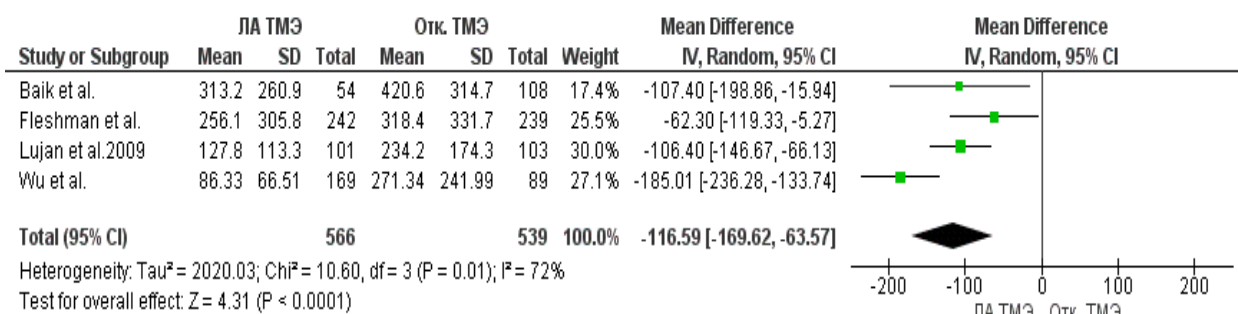 ЛА ТМЭ Отк. ТМЭ Mean Difference Mean Difference
Study or Subgroup Mean SD Total Mean SD Total Weight IV, Random, 95% CI IV, Random, 95% CI
Baik et al. 313.2 260.9 54 420.6 314.7 108 17.4% -107.40 [-198.86, -15.94]
Fleshman et al. 256.1 305.8 242 318.4 331.7 239 25.5% -62.30 [-119.33, -5.27]
Lujan et al.2009 127.8 113.3 101 234.2 174.3 103 30.0% -106.40 [-146.67, -66.13]
Wu et al. 86.33 66.51 169 271.34 241.99 89 27.1% -185.01 [-236.28, -133.74]
Total (95% CI) 566 539 100.0% -116.59 [-169.62, -63.57]
Heterogeneity: Tau² = 2020.03; Chi² = 10.60, df = 3 (P = 0.01); I² = 72%
Test for overall effect: Z = 4.31 (P < 0.0001)
-200 -100 0 100 200
ЛА ТМЭ Отк. ТМЭ